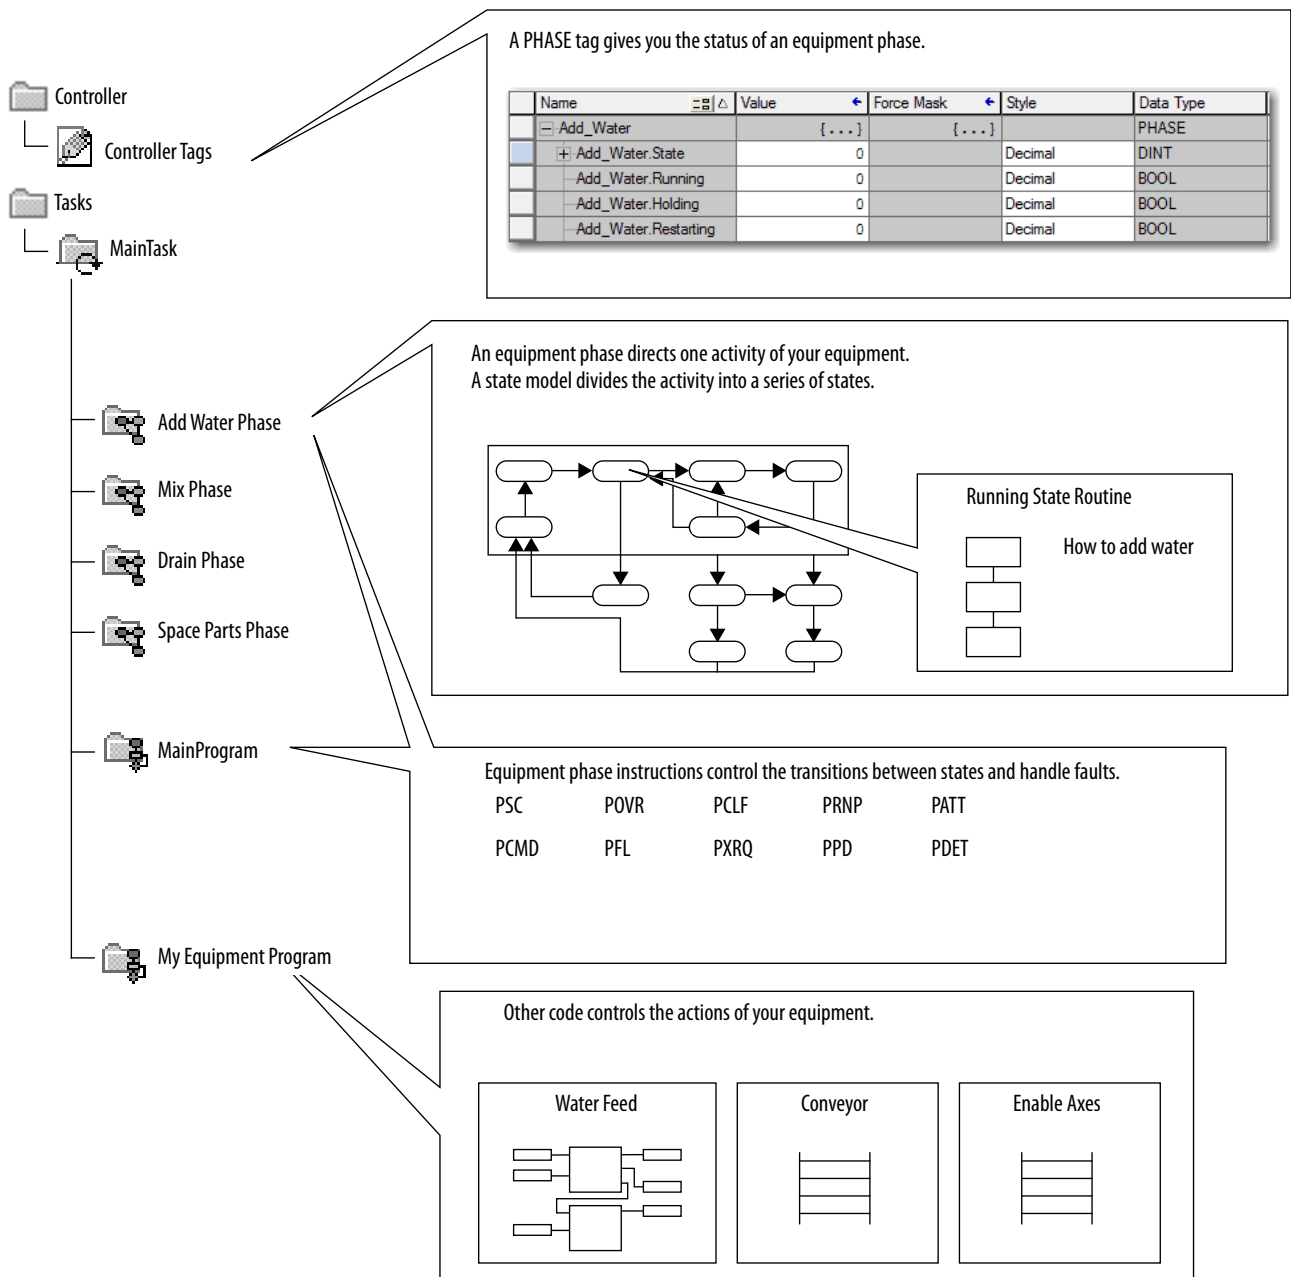 A PHASE tag gives you the status of an equipment phase.
Controller
Controller Tags
Tasks
MainTask
Name Value Force Mask Style Data Type
Add_Water {...} {...} PHASE
Add_Water.State 0 Decimal DINT
Add_Water.Running 0 Decimal BOOL
Add_Water.Holding 0 Decimal BOOL
Add_Water.Restarting 0 Decimal BOOL
An equipment phase directs one activity of your equipment.
A state model divides the activity into a series of states.
Add Water Phase
Mix Phase
Drain Phase
Space Parts Phase
Running State Routine
How to add water
MainProgram
Equipment phase instructions control the transitions between states and handle faults.
PSC POVR PCLF PRNP PATT
PCMD PFL PXRQ PPD PDET
My Equipment Program
Other code controls the actions of your equipment.
Water Feed
Conveyor
Enable Axes